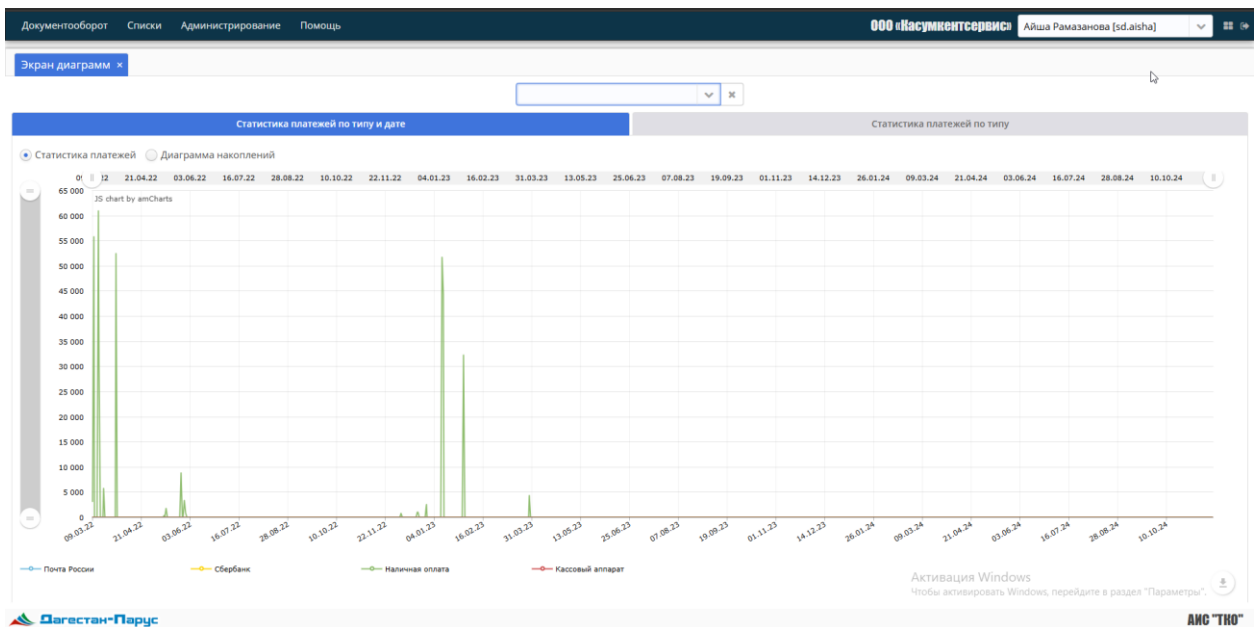 Документооборот Списки Администрирование Помощь ООО «Касумкентсервис» Айша Рамазанова [sd.aisha]
Экран диаграмм ×
Статистика платежей по типу и дате Статистика платежей по типу
Статистика платежей Диаграмма накоплений
22 21.04.22 03.06.22 16.07.22 28.08.22 10.10.22 22.11.22 04.01.23 16.02.23 31.03.23 13.05.23 25.06.23 07.08.23 19.09.23 01.11.23 14.12.23 26.01.24 09.03.24 21.04.24 03.06.24 16.07.24 28.08.24 10.10.24
65 000
JS chart by amCharts
60 000
55 000
50 000
45 000
40 000
35 000
30 000
25 000
20 000
15 000
10 000
5 000
0
09.03.22 21.04.22 03.06.22 16.07.22 28.08.22 10.10.22 22.11.22 04.01.23 16.02.23 31.03.23 13.05.23 25.06.23 07.08.23 19.09.23 01.11.23 14.12.23 26.01.24 09.03.24 21.04.24 03.06.24 16.07.24 28.08.24 10.10.24
Почта России Сбербанк Наличная оплата Кассовый аппарат
Активация Windows
Чтобы активировать Windows, перейдите в раздел "Параметры".
Дагестан-Парус АИС "ТКО"